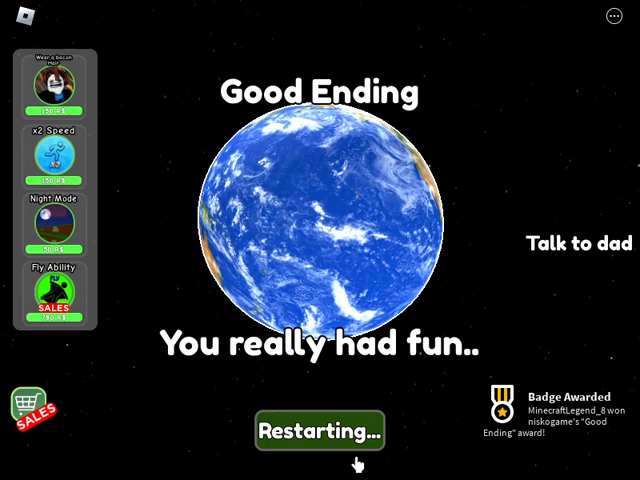 Wear a bacon
Hair
150 R$
x2 Speed
150 R$
Night Mode
50 R$
Fly Ability
SALES
780 R$
SALES
Good Ending
You really had fun..
Restarting...
Talk to dad
Badge Awarded
MinecraftLegend_8 won
niskogame's "Good
Ending" award!